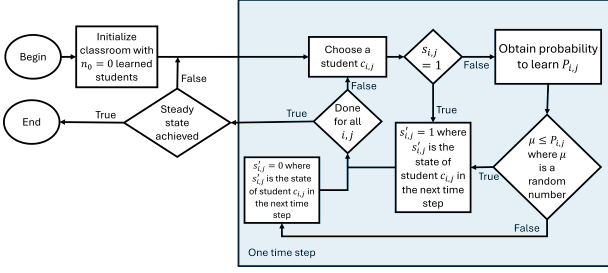 Begin
Initialize
classroom with
n₀ = 0 learned
students
False
Choose a
student cᵢ,ⱼ
sᵢ,ⱼ
= 1
False
Obtain probability
to learn Pᵢ,ⱼ
End
True
Steady
state
achieved
True
Done
for all
i, j
False
True
s′ᵢ,ⱼ = 1 where
s′ᵢ,ⱼ is the
state of
student cᵢ,ⱼ in
the next time
step
True
μ ≤ Pᵢ,ⱼ
where μ
is a
random
number
s′ᵢ,ⱼ = 0 where
s′ᵢ,ⱼ is the state
of student cᵢ,ⱼ in
the next time
step
False
One time step